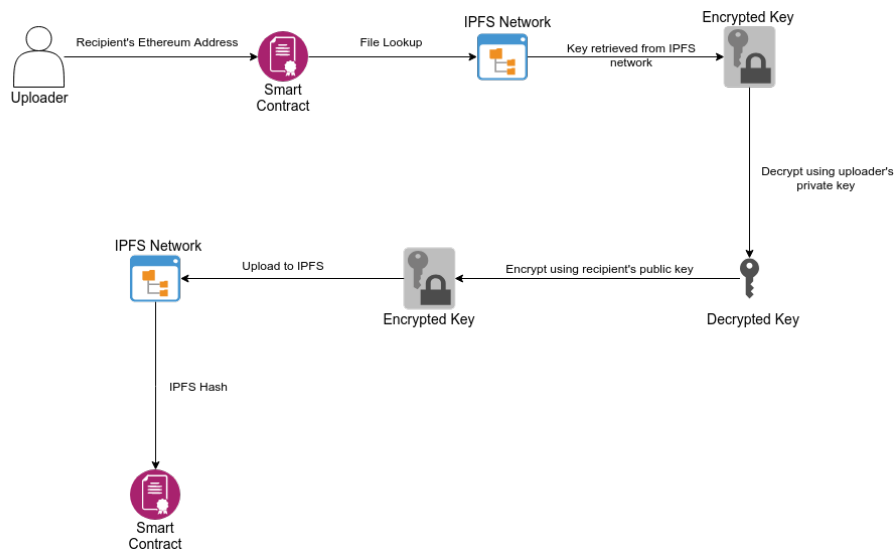 Uploader
Recipient's Ethereum Address
Smart
Contract
File Lookup
IPFS Network
Key retrieved from IPFS
network
Encrypted Key
Decrypt using uploader's
private key
Decrypted Key
Encrypt using recipient's public key
Encrypted Key
Upload to IPFS
IPFS Network
IPFS Hash
Smart
Contract